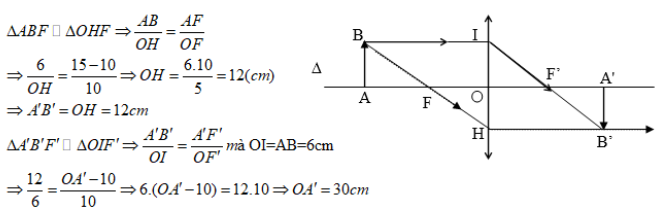 ΔABF ▯ ΔOHF ⇒ AB/OH = AF/OF
⇒ 6/OH = (15-10)/10 ⇒ OH = 6.10/5 = 12(cm)
⇒ A'B' = OH = 12cm
ΔA'B'F' ▯ ΔOIF' ⇒ A'B'/OI = A'F'/OF' mà OI=AB=6cm
⇒ 12/6 = (OA'-10)/10 ⇒ 6.(OA'-10) = 12.10 ⇒ OA' = 30cm
B
I
Δ
F'
A'
A
F
O
H
B'